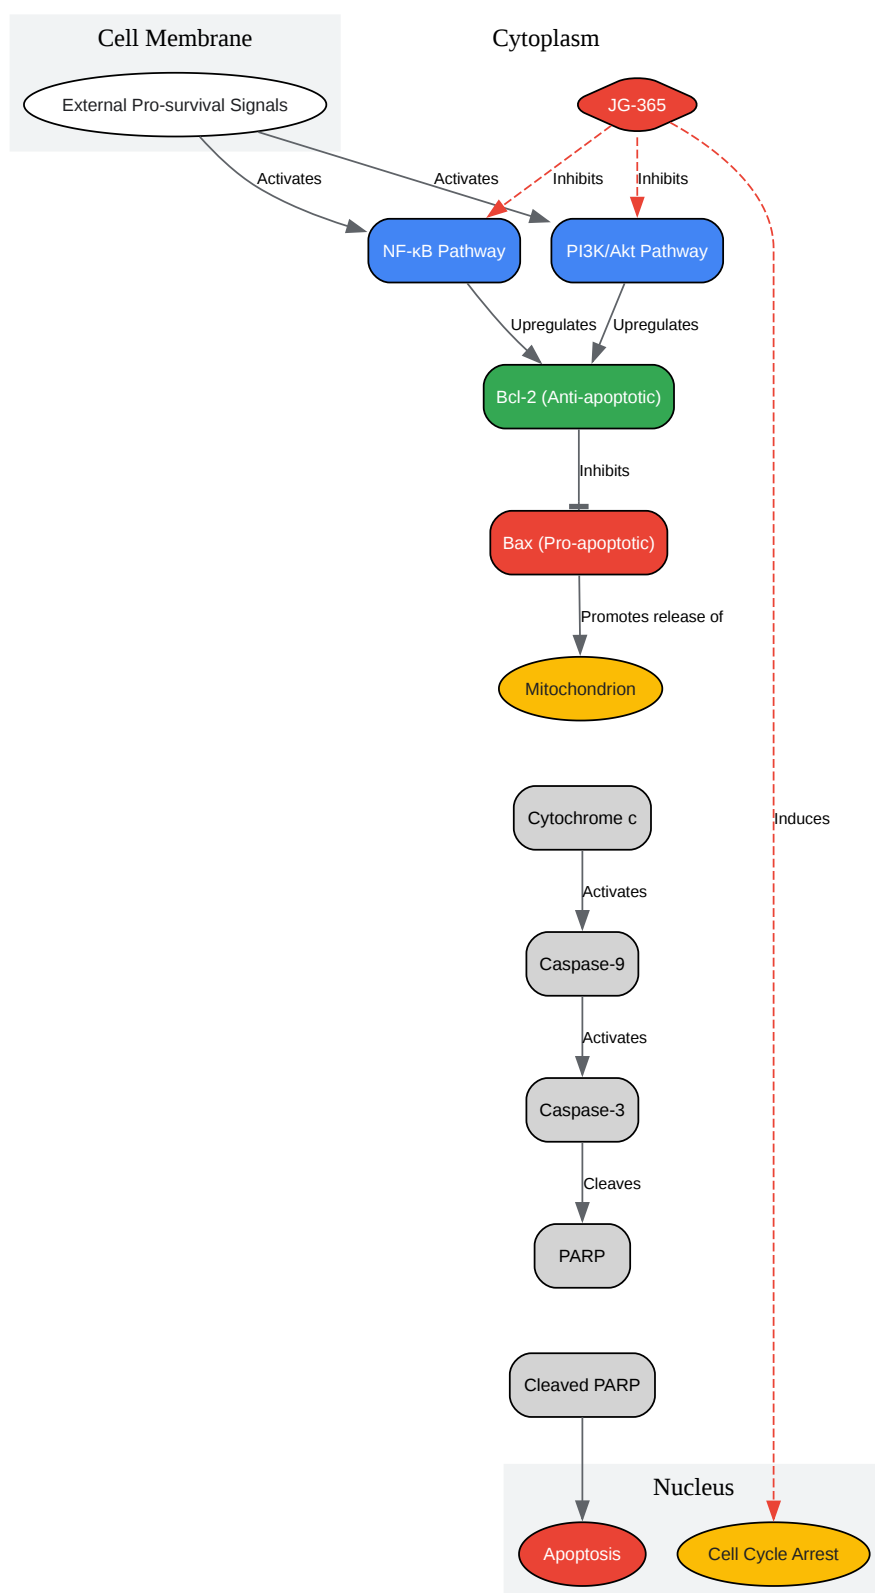 Cell Membrane
Cytoplasm
External Pro-survival Signals
JG-365
Activates
Activates
Inhibits
Inhibits
NF-κB Pathway
PI3K/Akt Pathway
Upregulates
Upregulates
Bcl-2 (Anti-apoptotic)
Inhibits
Bax (Pro-apoptotic)
Promotes release of
Mitochondrion
Cytochrome c
Induces
Activates
Caspase-9
Activates
Caspase-3
Cleaves
PARP
Cleaved PARP
Nucleus
Apoptosis
Cell Cycle Arrest